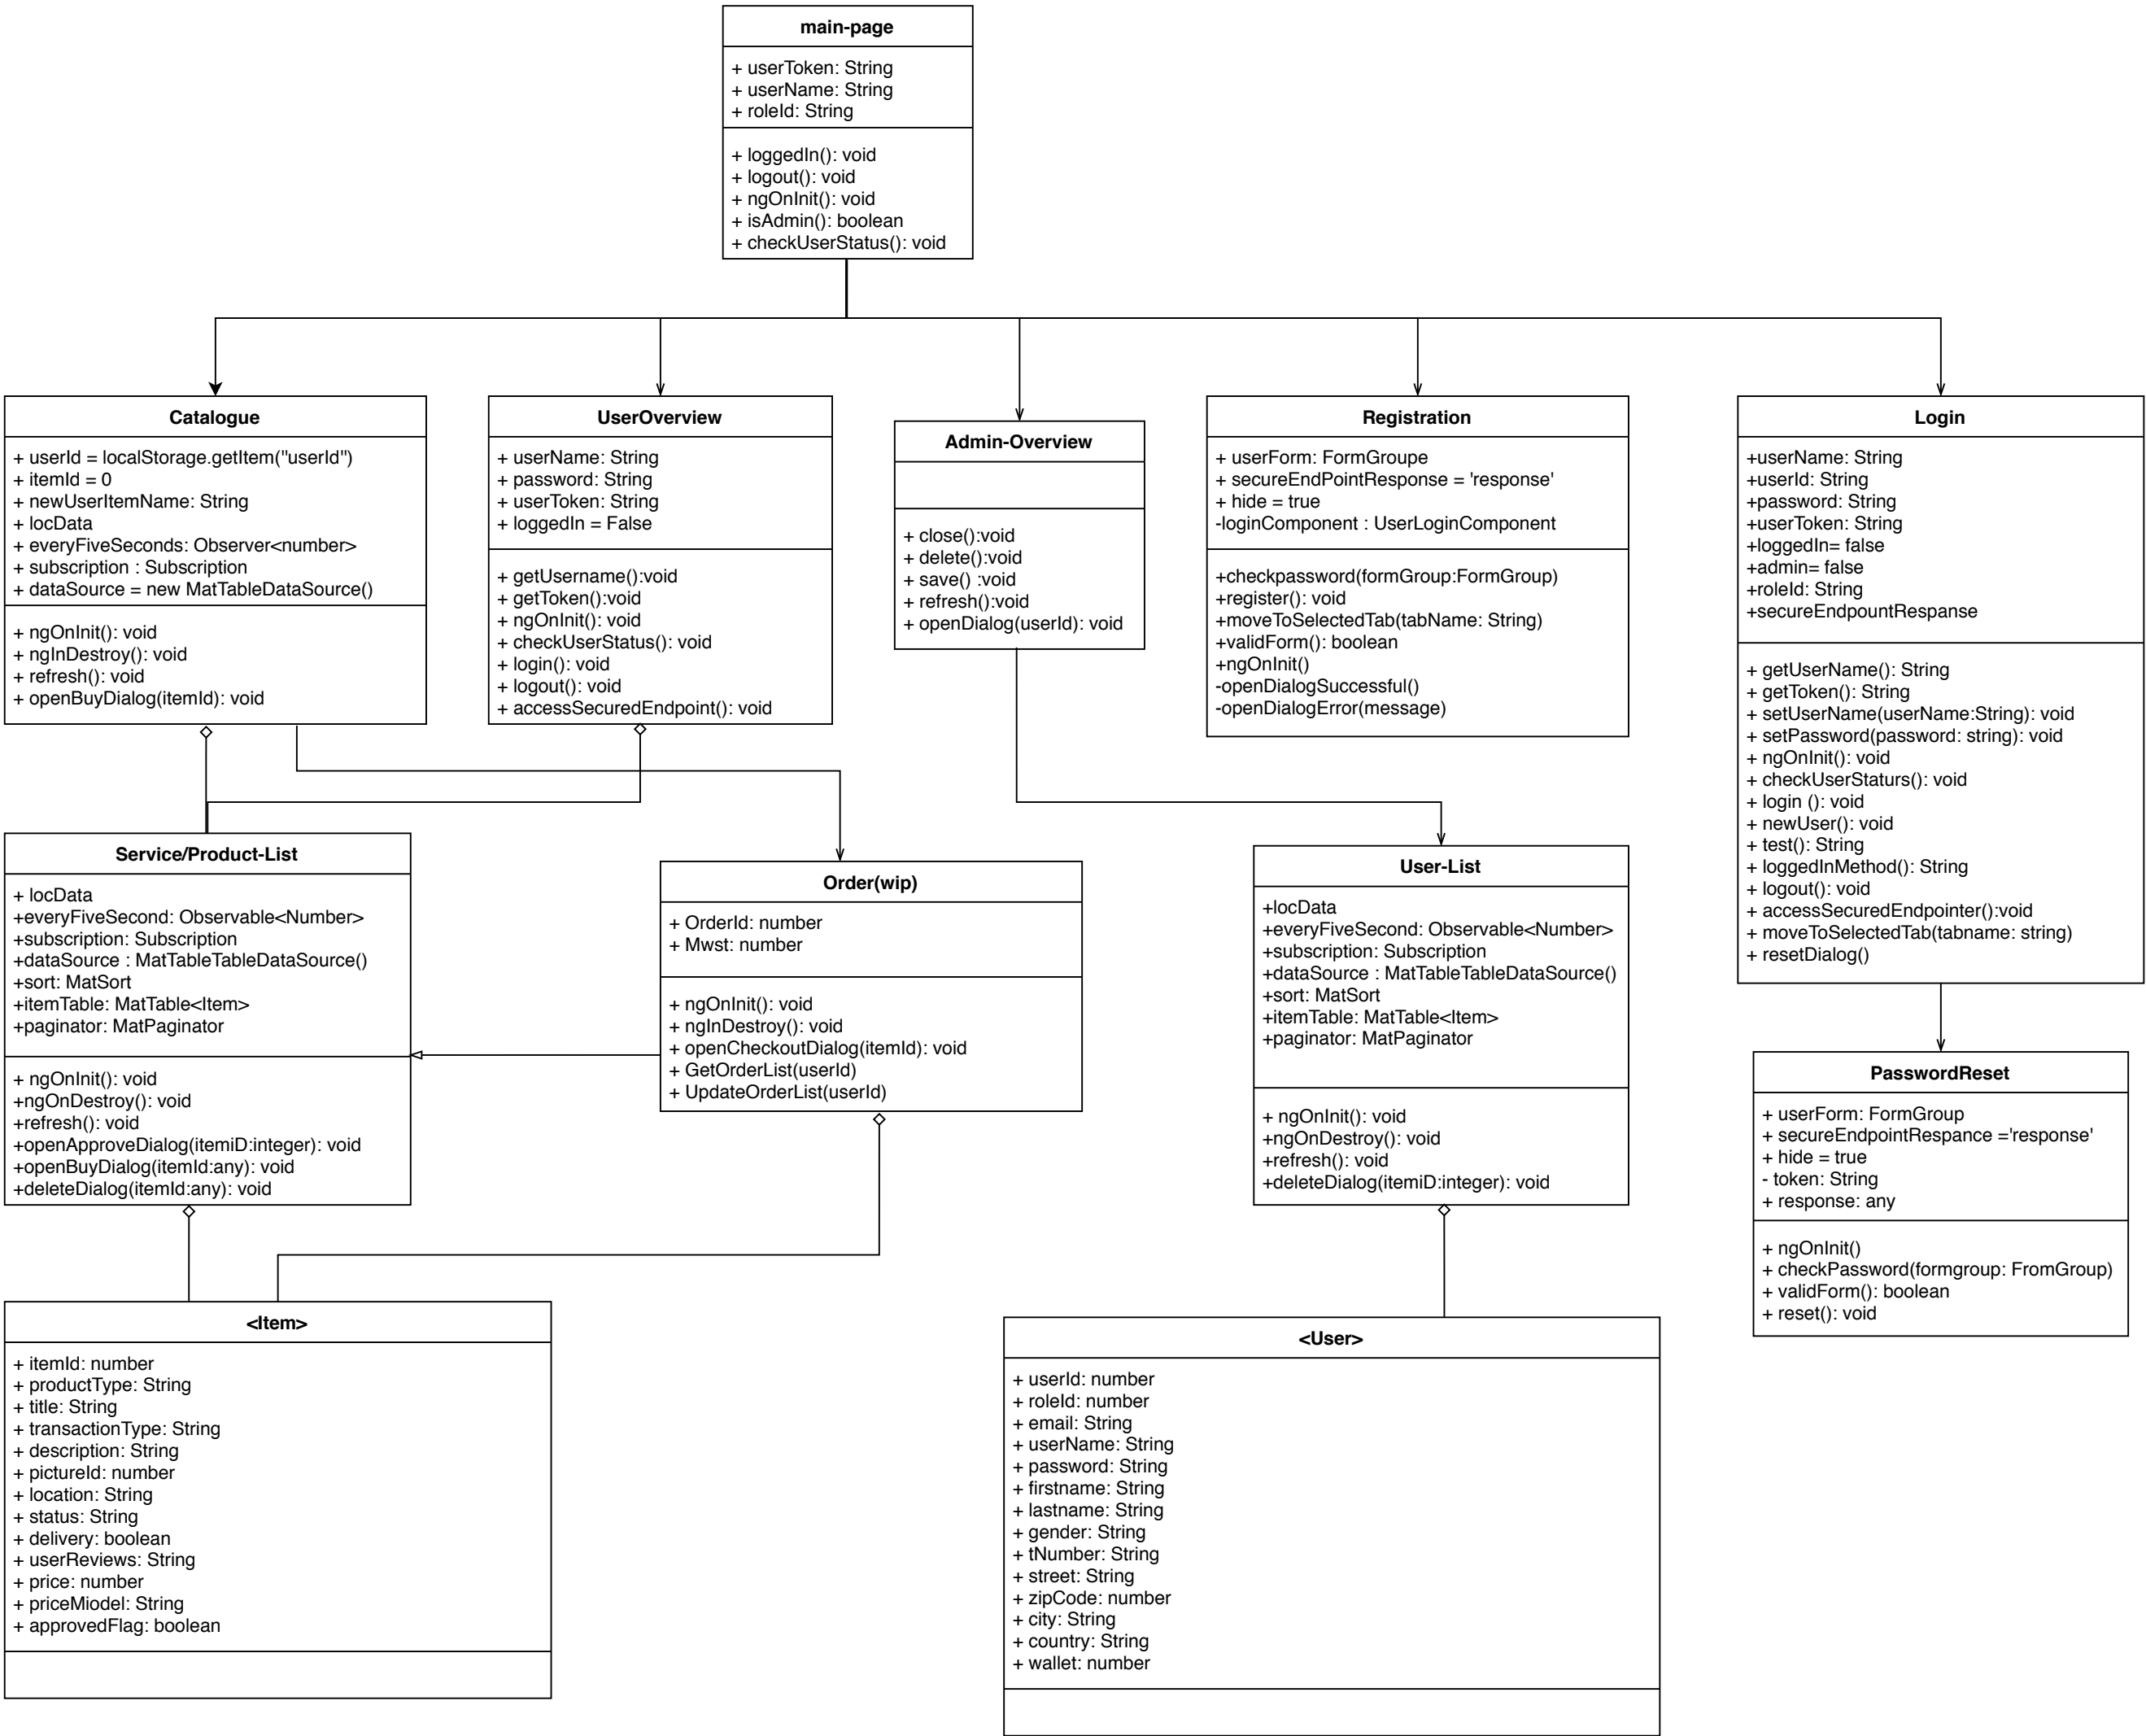 main-page
+ userToken: String
+ userName: String
+ roleId: String
+ loggedIn(): void
+ logout(): void
+ ngOnInit(): void
+ isAdmin(): boolean
+ checkUserStatus(): void
Catalogue
+ userId = localStorage.getItem("userId")
+ itemId = 0
+ newUserItemName: String
+ locData
+ everyFiveSeconds: Observer<number>
+ subscription : Subscription
+ dataSource = new MatTableDataSource()
+ ngOnInit(): void
+ ngInDestroy(): void
+ refresh(): void
+ openBuyDialog(itemId): void
UserOverview
+ userName: String
+ password: String
+ userToken: String
+ loggedIn = False
+ getUsername():void
+ getToken():void
+ ngOnInit(): void
+ checkUserStatus(): void
+ login(): void
+ logout(): void
+ accessSecuredEndpoint(): void
Admin-Overview
+ close():void
+ delete():void
+ save() :void
+ refresh():void
+ openDialog(userId): void
Registration
+ userForm: FormGroupe
+ secureEndPointResponse = 'response'
+ hide = true
-loginComponent : UserLoginComponent
+checkpassword(formGroup:FormGroup)
+register(): void
+moveToSelectedTab(tabName: String)
+validForm(): boolean
+ngOnInit()
-openDialogSuccessful()
-openDialogError(message)
Login
+userName: String
+userId: String
+password: String
+userToken: String
+loggedIn= false
+admin= false
+roleId: String
+secureEndpountRespanse
+ getUserName(): String
+ getToken(): String
+ setUserName(userName:String): void
+ setPassword(password: string): void
+ ngOnInit(): void
+ checkUserStaturs(): void
+ login (): void
+ newUser(): void
+ test(): String
+ loggedInMethod(): String
+ logout(): void
+ accessSecuredEndpointer():void
+ moveToSelectedTab(tabname: string)
+ resetDialog()
Service/Product-List
+ locData
+everyFiveSecond: Observable<Number>
+subscription: Subscription
+dataSource : MatTableTableDataSource()
+sort: MatSort
+itemTable: MatTable<Item>
+paginator: MatPaginator
+ ngOnInit(): void
+ngOnDestroy(): void
+refresh(): void
+openApproveDialog(itemiD:integer): void
+openBuyDialog(itemId:any): void
+deleteDialog(itemId:any): void
Order(wip)
+ OrderId: number
+ Mwst: number
+ ngOnInit(): void
+ ngInDestroy(): void
+ openCheckoutDialog(itemId): void
+ GetOrderList(userId)
+ UpdateOrderList(userId)
User-List
+locData
+everyFiveSecond: Observable<Number>
+subscription: Subscription
+dataSource : MatTableTableDataSource()
+sort: MatSort
+itemTable: MatTable<Item>
+paginator: MatPaginator
+ ngOnInit(): void
+ngOnDestroy(): void
+refresh(): void
+deleteDialog(itemiD:integer): void
PasswordReset
+ userForm: FormGroup
+ secureEndpointRespance ='response'
+ hide = true
- token: String
+ response: any
+ ngOnInit()
+ checkPassword(formgroup: FromGroup)
+ validForm(): boolean
+ reset(): void
<Item>
+ itemId: number
+ productType: String
+ title: String
+ transactionType: String
+ description: String
+ pictureId: number
+ location: String
+ status: String
+ delivery: boolean
+ userReviews: String
+ price: number
+ priceMiodel: String
+ approvedFlag: boolean
<User>
+ userId: number
+ roleId: number
+ email: String
+ userName: String
+ password: String
+ firstname: String
+ lastname: String
+ gender: String
+ tNumber: String
+ street: String
+ zipCode: number
+ city: String
+ country: String
+ wallet: number